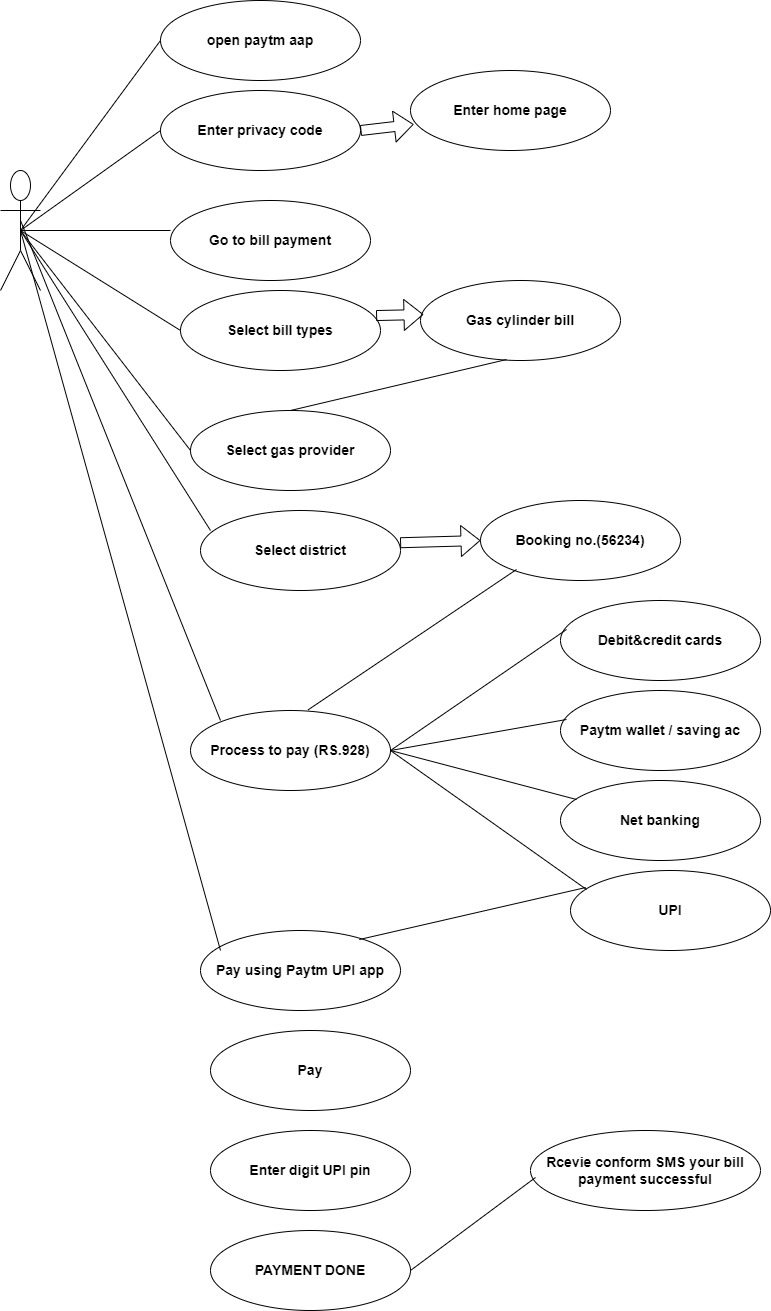 open paytm aap
Enter privacy code
Enter home page
Go to bill payment
Select bill types
Gas cylinder bill
Select gas provider
Select district
Booking no.(56234)
Debit&credit cards
Process to pay (RS.928)
Paytm wallet / saving ac
Net banking
UPI
Pay using Paytm UPI app
Pay
Enter digit UPI pin
Rcevie conform SMS your bill
payment successful
PAYMENT DONE